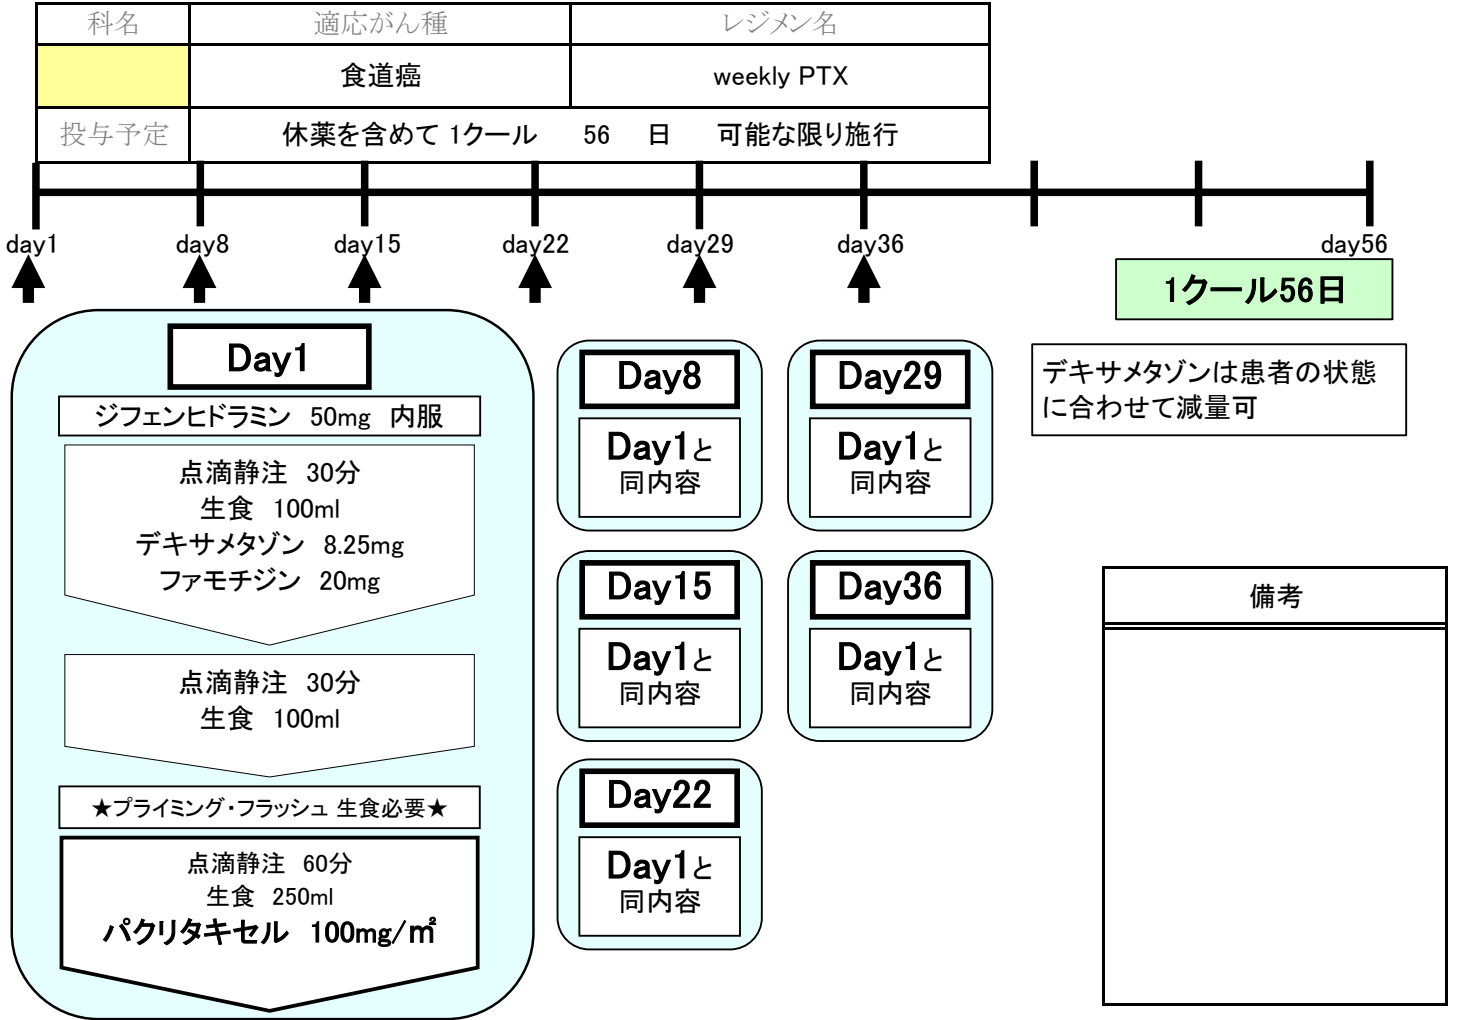 科名 適応がん種 レジメン名
食道癌 weekly PTX
投与予定 休薬を含めて 1クール 56 日 可能な限り施行
day1 day8 day15 day22 day29 day36 day56
1クール56日
Day1
ジフェンヒドラミン 50mg 内服
点滴静注 30分
生食 100ml
デキサメタゾン 8.25mg
ファモチジン 20mg
点滴静注 30分
生食 100ml
★プライミング・フラッシュ 生食必要★
点滴静注 60分
生食 250ml
パクリタキセル 100mg/㎡
Day8
Day1と
同内容
Day15
Day1と
同内容
Day22
Day1と
同内容
Day29
Day1と
同内容
Day36
Day1と
同内容
デキサメタゾンは患者の状態
に合わせて減量可
備考